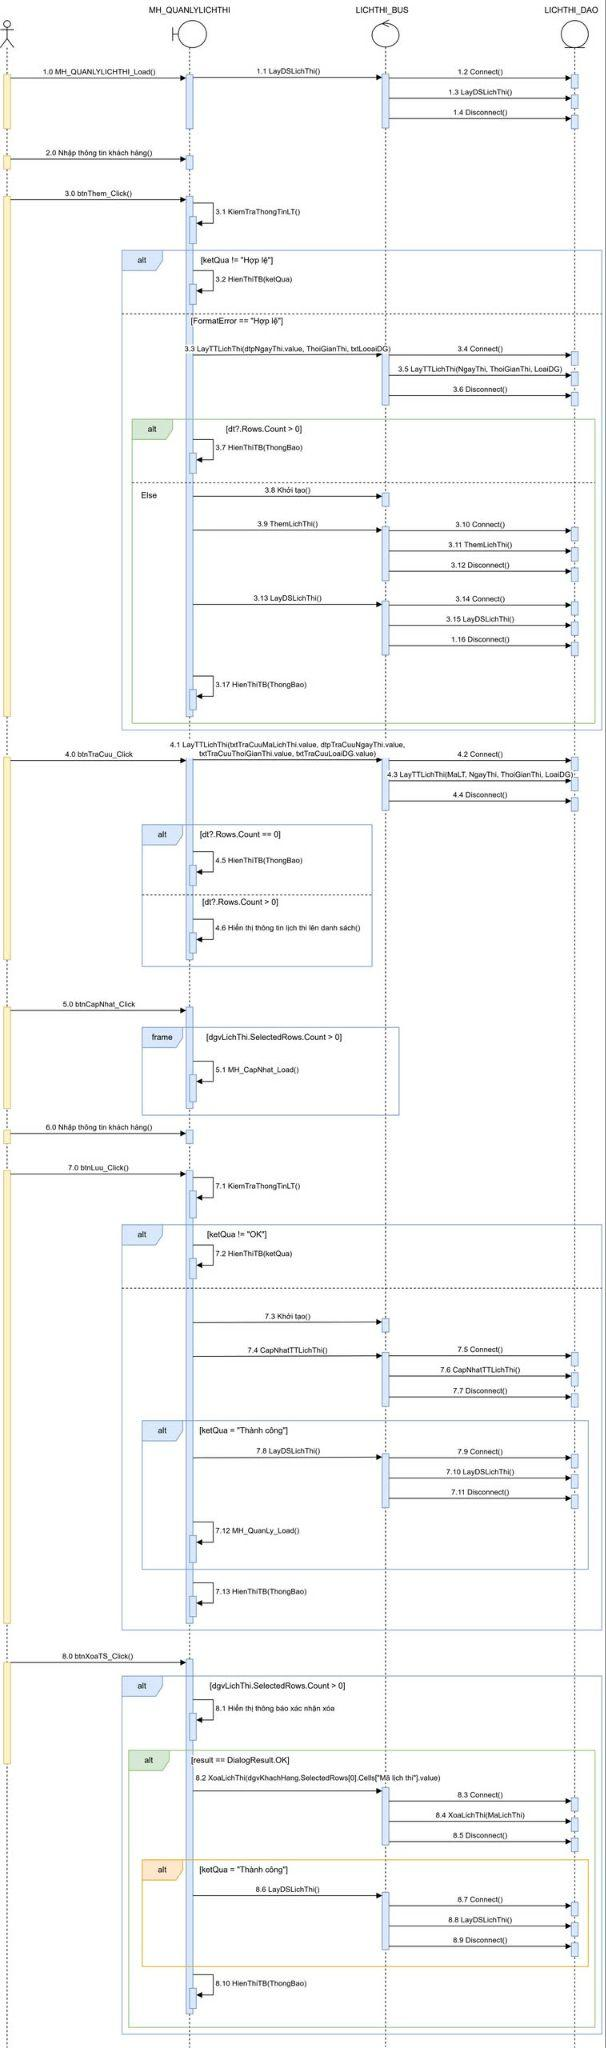 MH_QUANLYLICHTHI
LICHTHI_BUS
LICHTHI_DAO
1.0 MH_QUANLYLICHTHI_Load()
1.1 LayDSLichThi()
1.2 Connect()
1.3 LayDSLichThi()
1.4 Disconnect()
2.0 Nhập thông tin khách hàng()
3.0 btnThem_Click()
3.1 KiemTraThongTinLT()
alt
[ketQua != "Hợp lệ"]
3.2 HienThiTB(ketQua)
[FormatError == "Hợp lệ"]
3.3 LayTTLichThi(dtpNgayThi.value, ThoiGianThi, txtLooaiDG)
3.4 Connect()
3.5 LayTTLichThi(NgayThi, ThoiGianThi, LoaiDG)
3.6 Disconnect()
alt
[dt?.Rows.Count > 0]
3.7 HienThiTB(ThongBao)
Else
3.8 Khởi tạo()
3.9 ThemLichThi()
3.10 Connect()
3.11 ThemLichThi()
3.12 Disconnect()
3.13 LayDSLichThi()
3.14 Connect()
3.15 LayDSLichThi()
1.16 Disconnect()
3.17 HienThiTB(ThongBao)
4.0 btnTraCuu_Click
4.1 LayTTLichThi(txtTraCuuMaLichThi.value, dtpTraCuuNgayThi.value,
txtTraCuuThoiGianThi.value, txtTraCuuLoaiDG.value)
4.2 Connect()
4.3 LayTTLichThi(MaLT, NgayThi, ThoiGianThi, LoaiDG)
4.4 Disconnect()
alt
[dt?.Rows.Count == 0]
4.5 HienThiTB(ThongBao)
[dt?.Rows.Count > 0]
4.6 Hiển thị thông tin lịch thi lên danh sách()
5.0 btnCapNhat_Click
frame
[dgvLichThi.SelectedRows.Count > 0]
5.1 MH_CapNhat_Load()
6.0 Nhập thông tin khách hàng()
7.0 btnLuu_Click()
7.1 KiemTraThongTinLT()
alt
[ketQua != "OK"]
7.2 HienThiTB(ketQua)
7.3 Khởi tạo()
7.4 CapNhatTTLichThi()
7.5 Connect()
7.6 CapNhatTTLichThi()
7.7 Disconnect()
alt
[ketQua = "Thành công"]
7.8 LayDSLichThi()
7.9 Connect()
7.10 LayDSLichThi()
7.11 Disconnect()
7.12 MH_QuanLy_Load()
7.13 HienThiTB(ThongBao)
8.0 btnXoaTS_Click()
alt
[dgvLichThi.SelectedRows.Count > 0]
8.1 Hiển thị thông báo xác nhận xóa
alt
[result == DialogResult.OK]
8.2 XoaLichThi(dgvKhachHang.SelectedRows[0].Cells["Mã lịch thi"].value)
8.3 Connect()
8.4 XoaLichThi(MaLichThi)
8.5 Disconnect()
alt
[ketQua = "Thành công"]
8.6 LayDSLichThi()
8.7 Connect()
8.8 LayDSLichThi()
8.9 Disconnect()
8.10 HienThiTB(ThongBao)